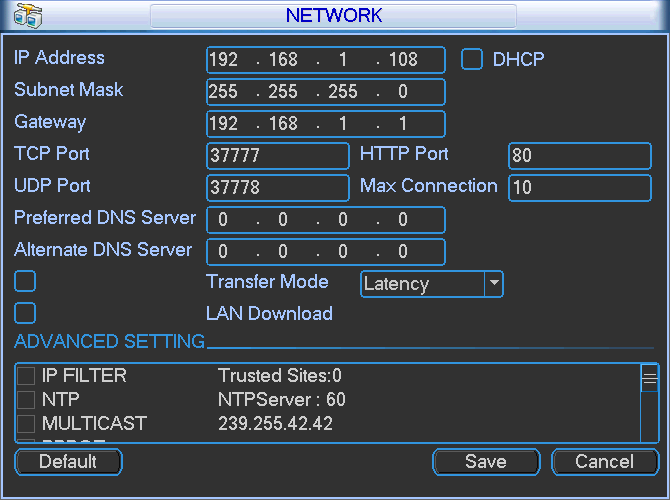 NETWORK
IP Address 192 . 168 . 1 . 108 DHCP
Subnet Mask 255 . 255 . 255 . 0
Gateway 192 . 168 . 1 . 1
TCP Port 37777 HTTP Port 80
UDP Port 37778 Max Connection 10
Preferred DNS Server 0 . 0 . 0 . 0
Alternate DNS Server 0 . 0 . 0 . 0
Transfer Mode Latency
LAN Download
ADVANCED SETTING
IP FILTER Trusted Sites:0
NTP NTPServer : 60
MULTICAST 239.255.42.42
Default Save Cancel